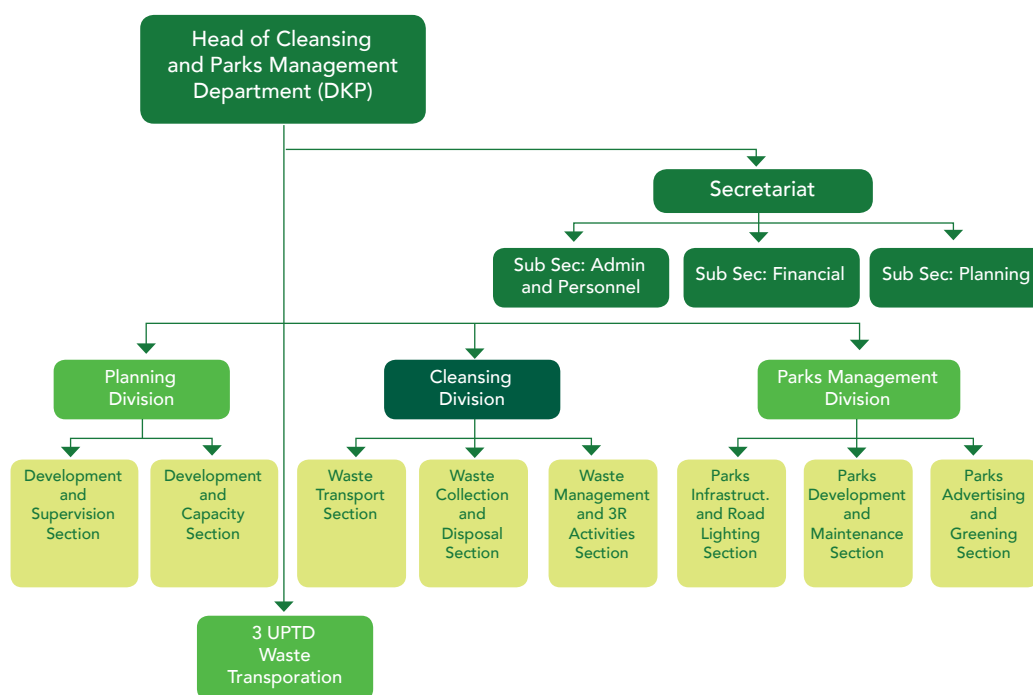 Head of Cleansing
and Parks Management
Department (DKP)
Secretariat
Sub Sec: Admin
and Personnel
Sub Sec: Financial
Sub Sec: Planning
Planning
Division
Cleansing
Division
Parks Management
Division
Development
and
Supervision
Section
Development
and
Capacity
Section
Waste
Transport
Section
Waste
Collection
and
Disposal
Section
Waste
Management
and 3R
Activities
Section
Parks
Infrastruct.
and Road
Lighting
Section
Parks
Development
and
Maintenance
Section
Parks
Advertising
and
Greening
Section
3 UPTD
Waste
Transporation